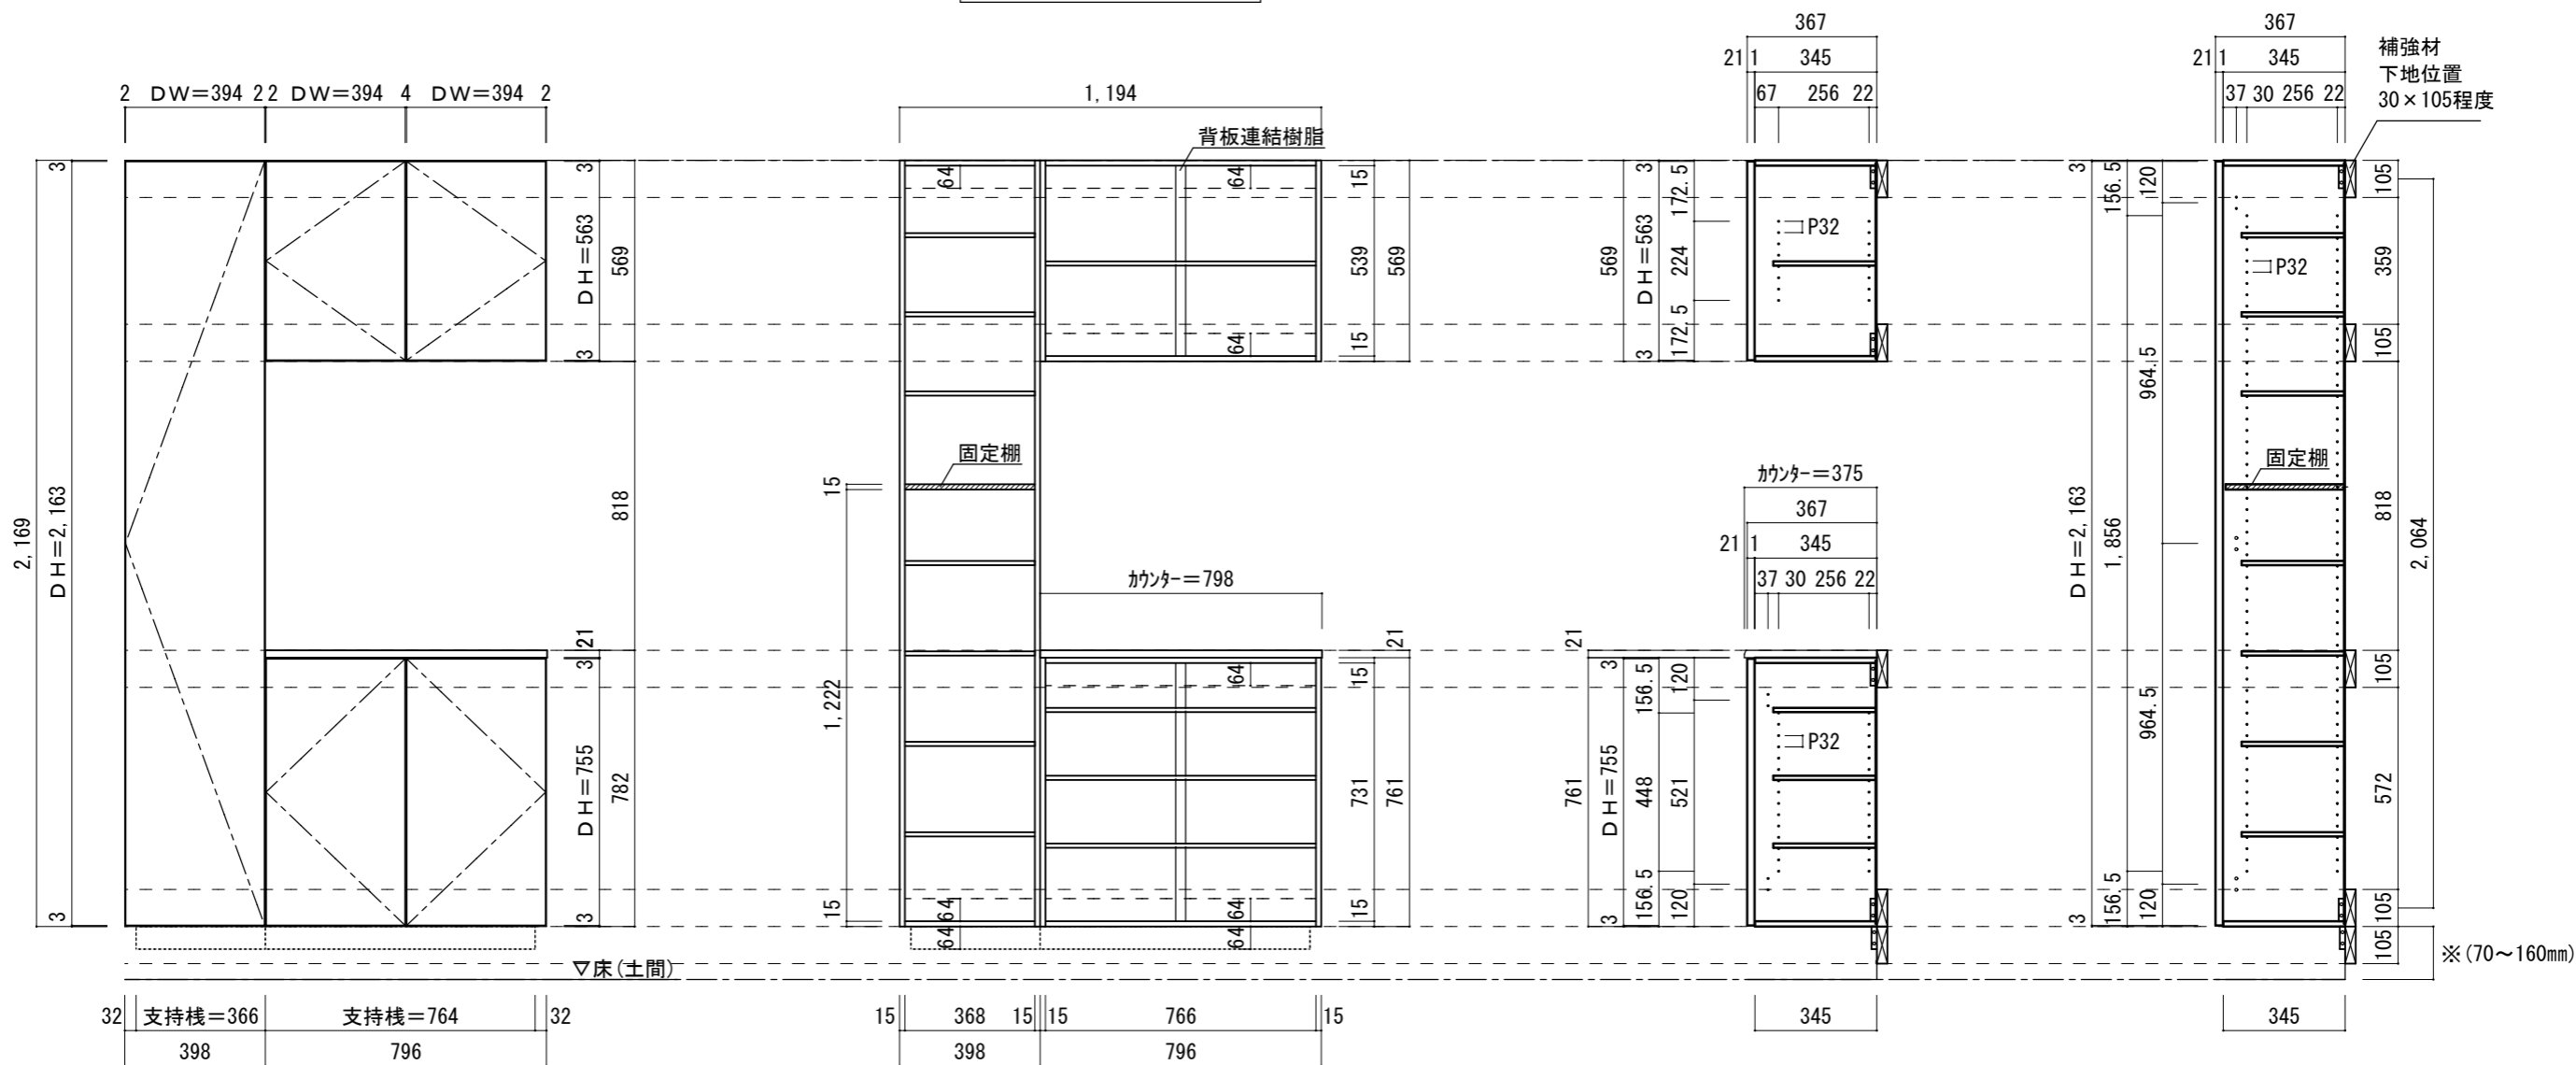 2 DW=394 2 2 DW=394 4 DW=394 2
2,169
3
DH=2,163
3
3
DH=563
3
569
818
21
3
DH=755
3
782
▽床(土間)
32 支持桟=366 支持桟=764 32
398 796
1,194
背板連結樹脂
64 64
15
539
569
64
15
固定棚
15
1,222
15
カウンター=798
21
64
15
731
761
64 64
15
64 64
15 368 15 15 766 15
398 796
367
21 1 345
67 256 22
569
3
DH=563
3
172.5
224
172.5
P32
カウンター=375
367
21 1 345
37 30 256 22
21
761
3
DH=755
3
156.5
448
156.5
120
521
120
P32
345
367
21 1 345
37 30 256 22
補強材
下地位置
30×105程度
3
DH=2,163
3
156.5
1,856
156.5
120
964.5
964.5
120
P32
固定棚
105
359
105
818
105
572
105
105
2,064
※(70～160mm)
345